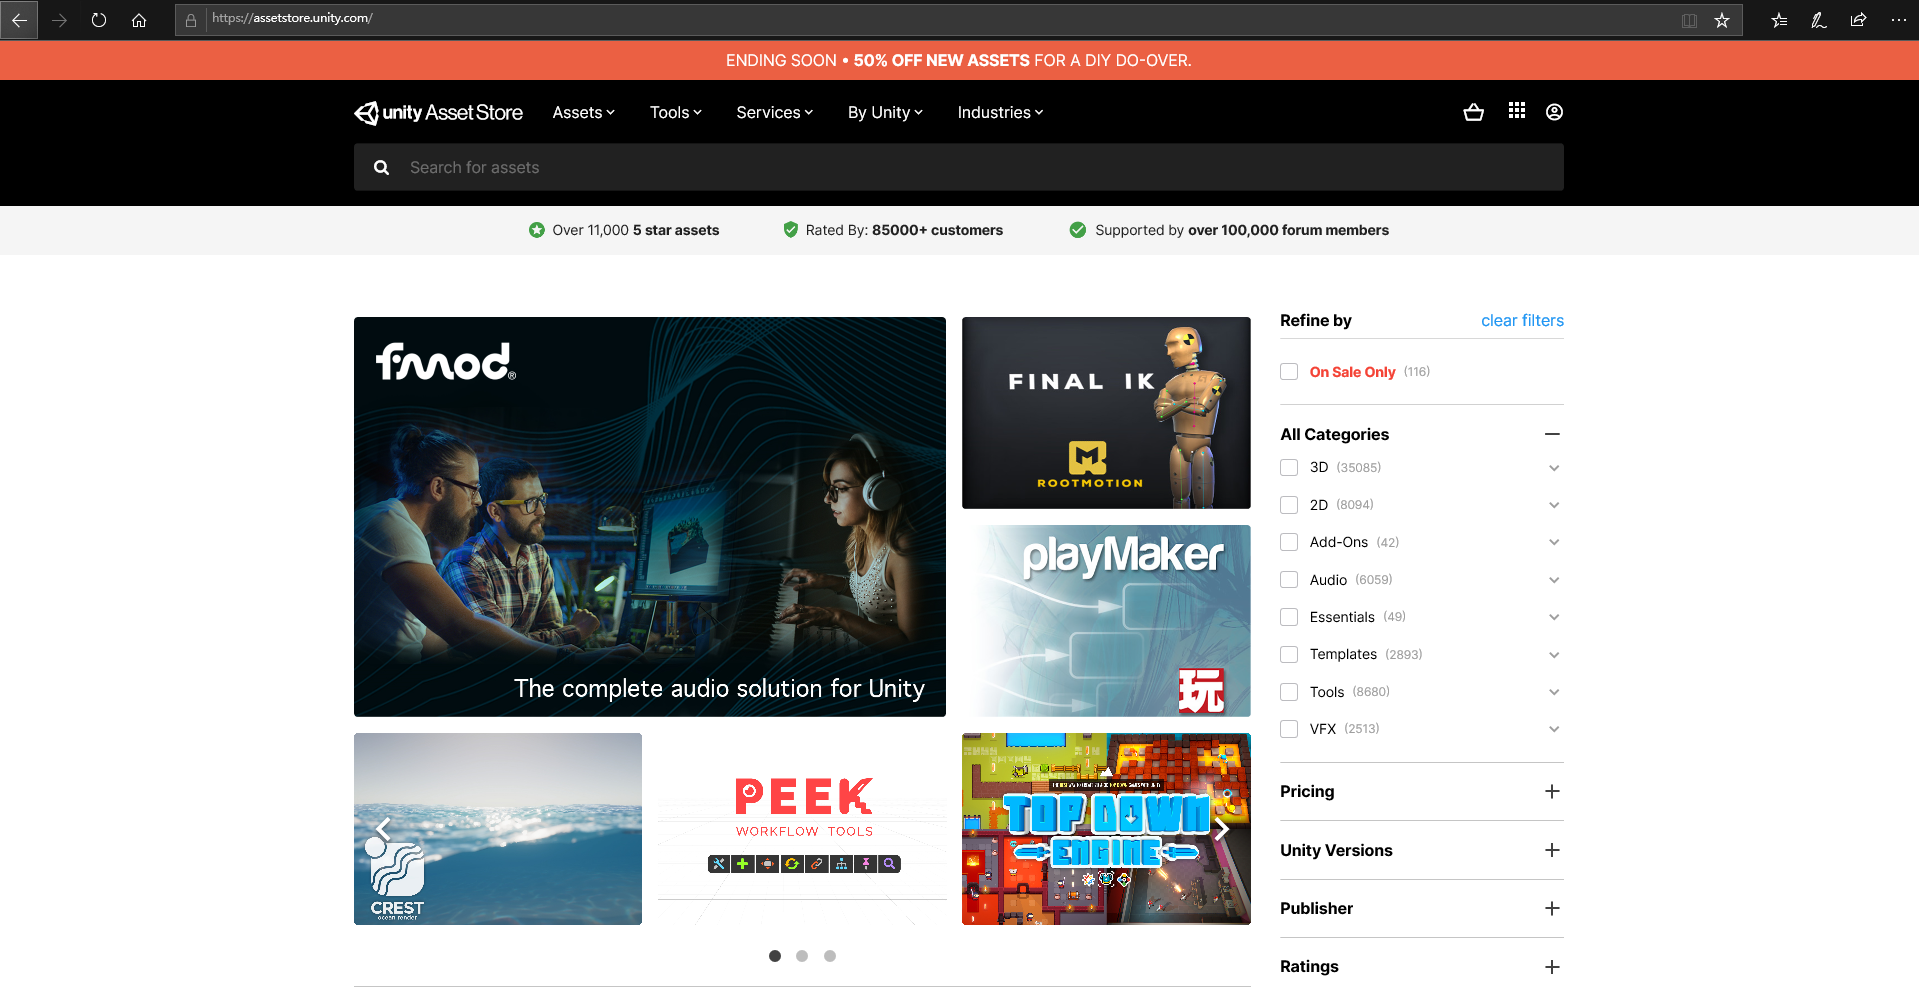 https://assetstore.unity.com/
ENDING SOON • 50% OFF NEW ASSETS FOR A DIY DO-OVER.
unity Asset Store
Assets
Tools
Services
By Unity
Industries
Search for assets
Over 11,000 5 star assets
Rated By: 85000+ customers
Supported by over 100,000 forum members
fmod®
The complete audio solution for Unity
FINAL IK
ROOTMOTION
playMaker
玩
CREST
ocean render
PEEK
WORKFLOW TOOLS
TOP DOWN
ENGINE
Refine by
clear filters
On Sale Only (116)
All Categories
3D (35085)
2D (8094)
Add-Ons (42)
Audio (6059)
Essentials (49)
Templates (2893)
Tools (8680)
VFX (2513)
Pricing
Unity Versions
Publisher
Ratings